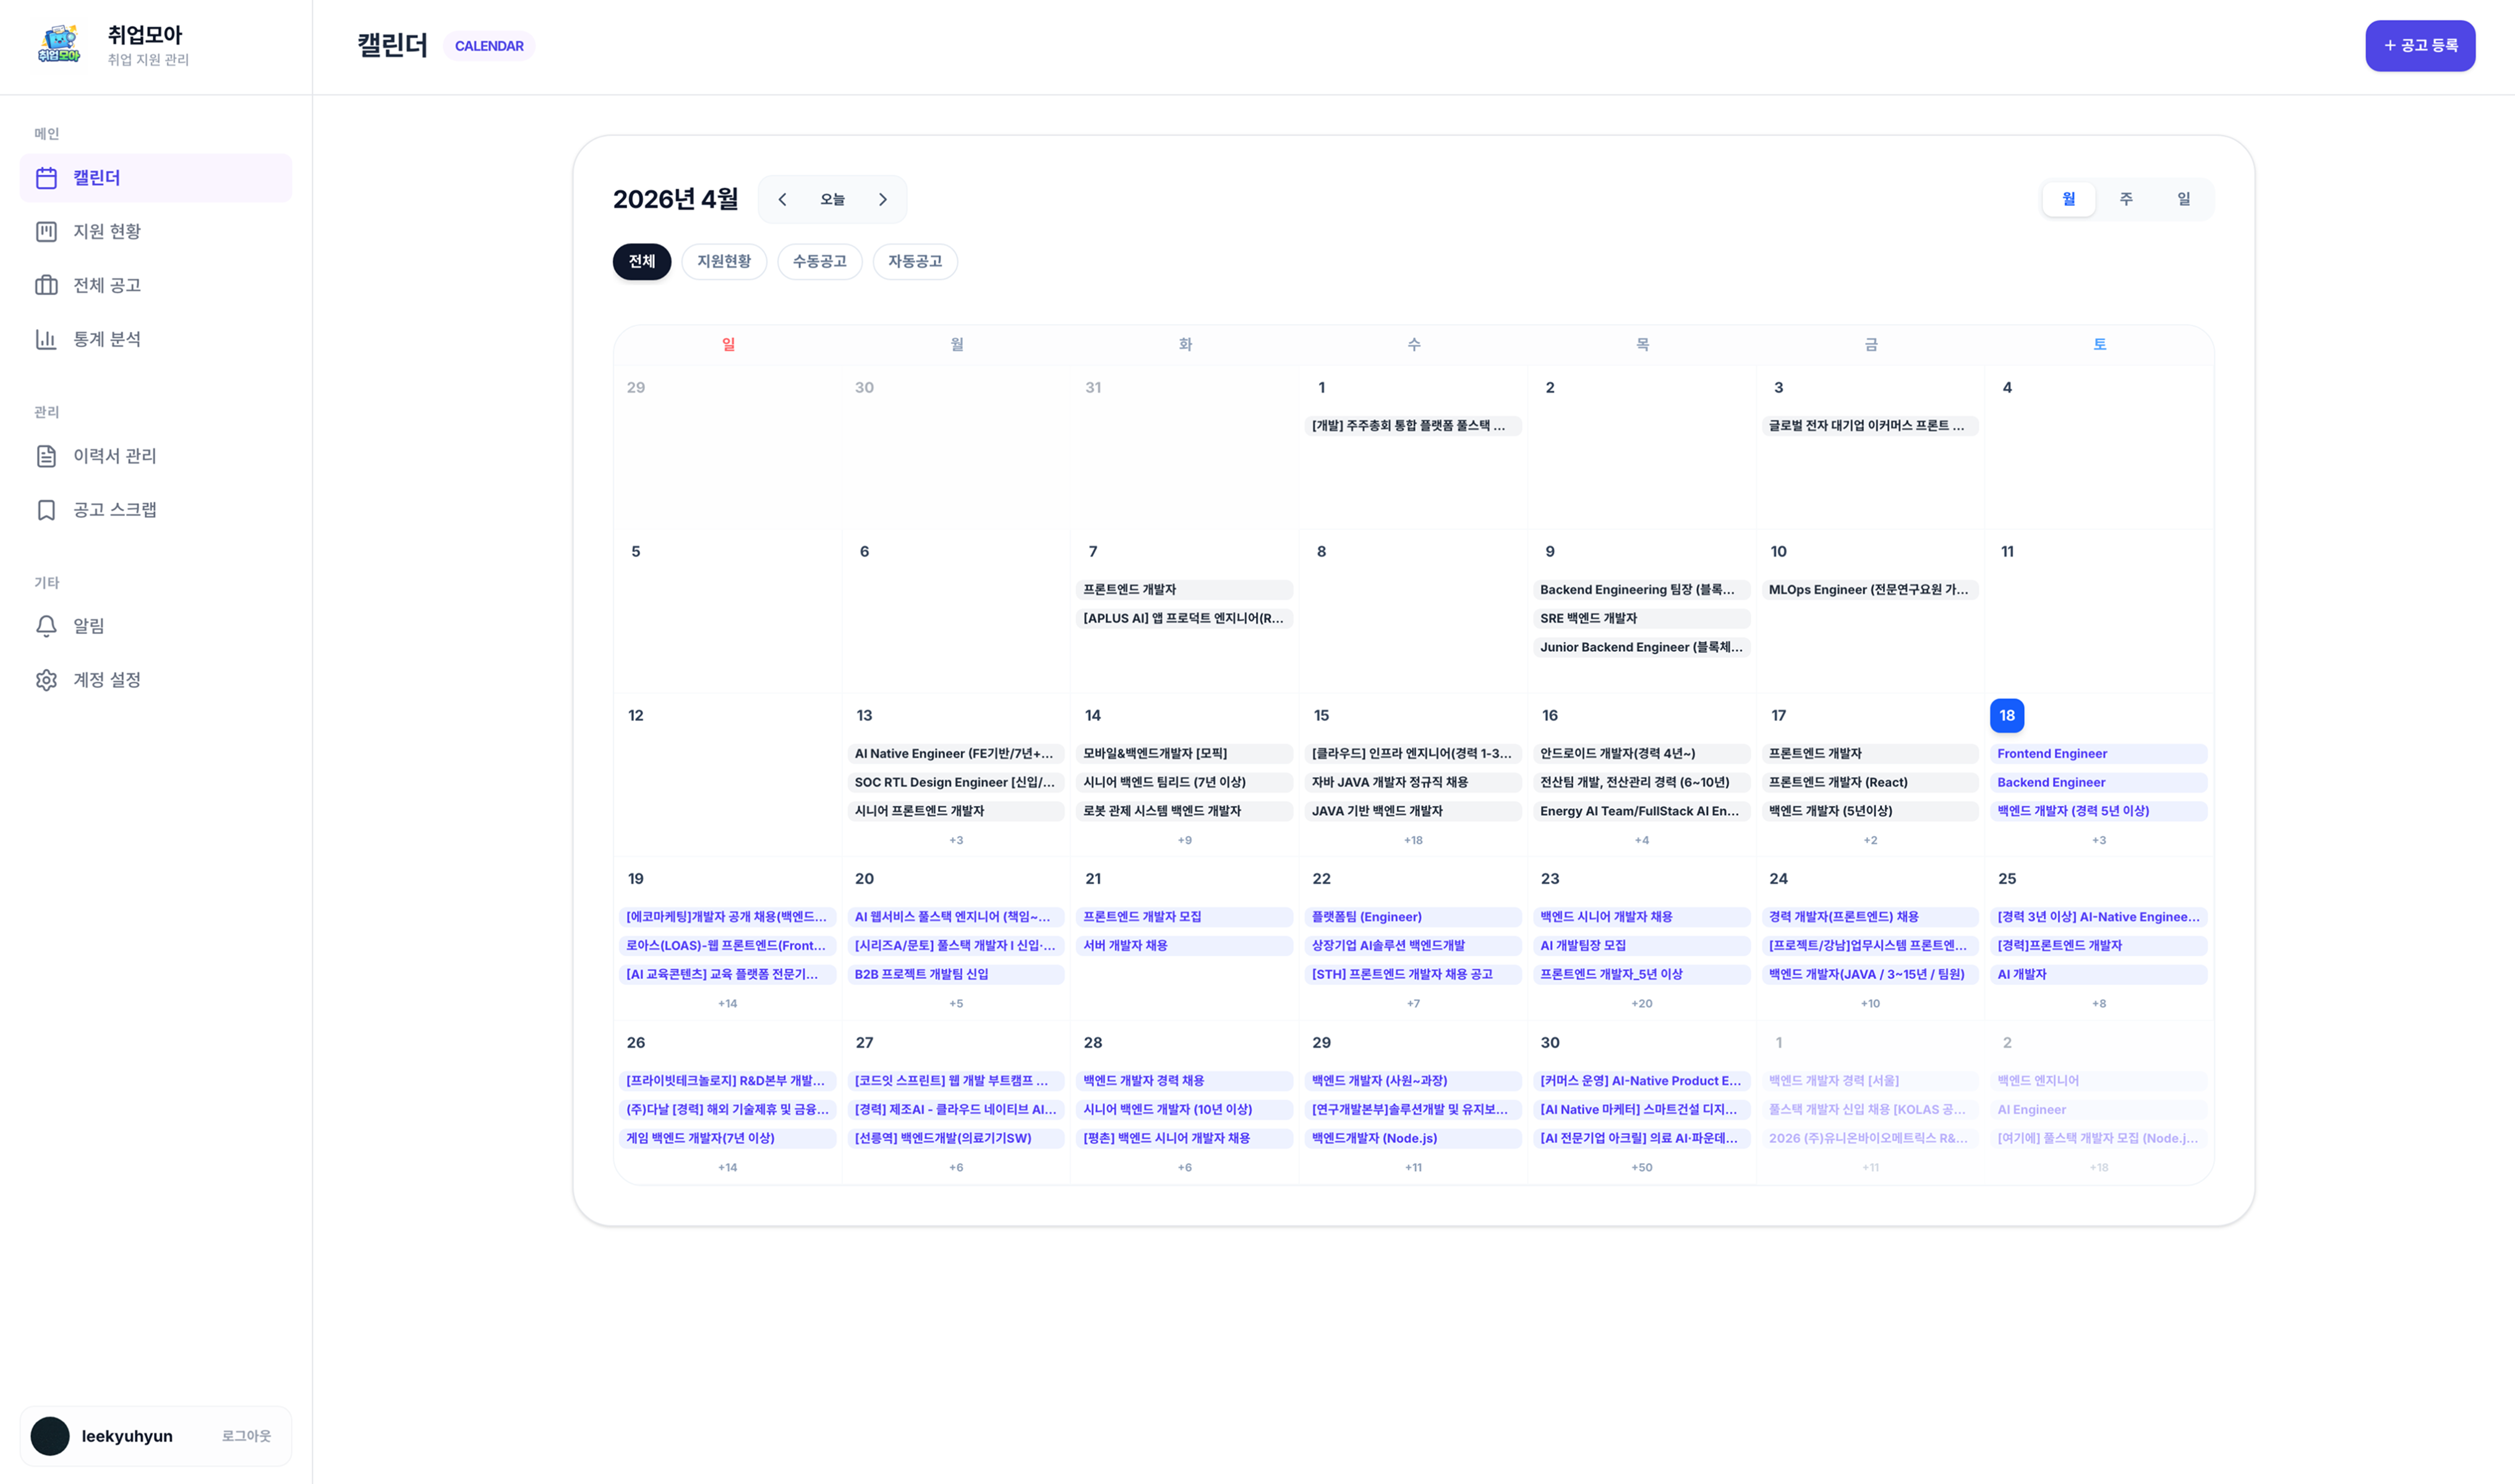 취업모아
취업모아
취업 지원 관리
캘린더
CALENDAR
+ 공고 등록
메인
캘린더
지원 현황
전체 공고
통계 분석
관리
이력서 관리
공고 스크랩
기타
알림
계정 설정
leekyuhyun
로그아웃
2026년 4월
오늘
월 주 일
전체 지원현황 수동공고 자동공고
일 월 화 수 목 금 토
29
30
31
1
[개발] 주주총회 통합 플랫폼 풀스택 ...
2
3
글로벌 전자 대기업 이커머스 프론트 ...
4
5
6
7
프론트엔드 개발자
[APLUS AI] 앱 프로덕트 엔지니어(R...
8
9
Backend Engineering 팀장 (블록...
SRE 백엔드 개발자
Junior Backend Engineer (블록체...
10
MLOps Engineer (전문연구요원 가...
11
12
13
AI Native Engineer (FE기반/7년+...
SOC RTL Design Engineer [신입/...
시니어 프론트엔드 개발자
+3
14
모바일&백엔드개발자 [모픽]
시니어 백엔드 팀리드 (7년 이상)
로봇 관제 시스템 백엔드 개발자
+9
15
[클라우드] 인프라 엔지니어(경력 1-3...
자바 JAVA 개발자 정규직 채용
JAVA 기반 백엔드 개발자
+18
16
안드로이드 개발자(경력 4년~)
전산팀 개발, 전산관리 경력 (6~10년)
Energy AI Team/FullStack AI En...
+4
17
프론트엔드 개발자
프론트엔드 개발자 (React)
백엔드 개발자 (5년이상)
+2
18
Frontend Engineer
Backend Engineer
백엔드 개발자 (경력 5년 이상)
+3
19
[에코마케팅]개발자 공개 채용(백엔드...
로아스(LOAS)-웹 프론트엔드(Front...
[AI 교육콘텐츠] 교육 플랫폼 전문기...
+14
20
AI 웹서비스 풀스택 엔지니어 (책임~...
[시리즈A/문토] 풀스택 개발자 I 신입·...
B2B 프로젝트 개발팀 신입
+5
21
프론트엔드 개발자 모집
서버 개발자 채용
22
플랫폼팀 (Engineer)
상장기업 AI솔루션 백엔드개발
[STH] 프론트엔드 개발자 채용 공고
+7
23
백엔드 시니어 개발자 채용
AI 개발팀장 모집
프론트엔드 개발자_5년 이상
+20
24
경력 개발자(프론트엔드) 채용
[프로젝트/강남]업무시스템 프론트엔...
백엔드 개발자(JAVA / 3~15년 / 팀원)
+10
25
[경력 3년 이상] AI-Native Enginee...
[경력]프론트엔드 개발자
AI 개발자
+8
26
[프라이빗테크놀로지] R&D본부 개발...
(주)다날 [경력] 해외 기술제휴 및 금융...
게임 백엔드 개발자(7년 이상)
+14
27
[코드잇 스프린트] 웹 개발 부트캠프 ...
[경력] 제조AI - 클라우드 네이티브 AI...
[선릉역] 백엔드개발(의료기기SW)
+6
28
백엔드 개발자 경력 채용
시니어 백엔드 개발자 (10년 이상)
[평촌] 백엔드 시니어 개발자 채용
+6
29
백엔드 개발자 (사원~과장)
[연구개발본부]솔루션개발 및 유지보...
백엔드개발자 (Node.js)
+11
30
[커머스 운영] AI-Native Product E...
[AI Native 마케터] 스마트건설 디지...
[AI 전문기업 아크릴] 의료 AI·파운데...
+50
1
백엔드 개발자 경력 [서울]
풀스택 개발자 신입 채용 [KOLAS 공...
2026 (주)유니온바이오메트릭스 R&...
+11
2
백엔드 엔지니어
AI Engineer
[여기에] 풀스택 개발자 모집 (Node.j...
+18